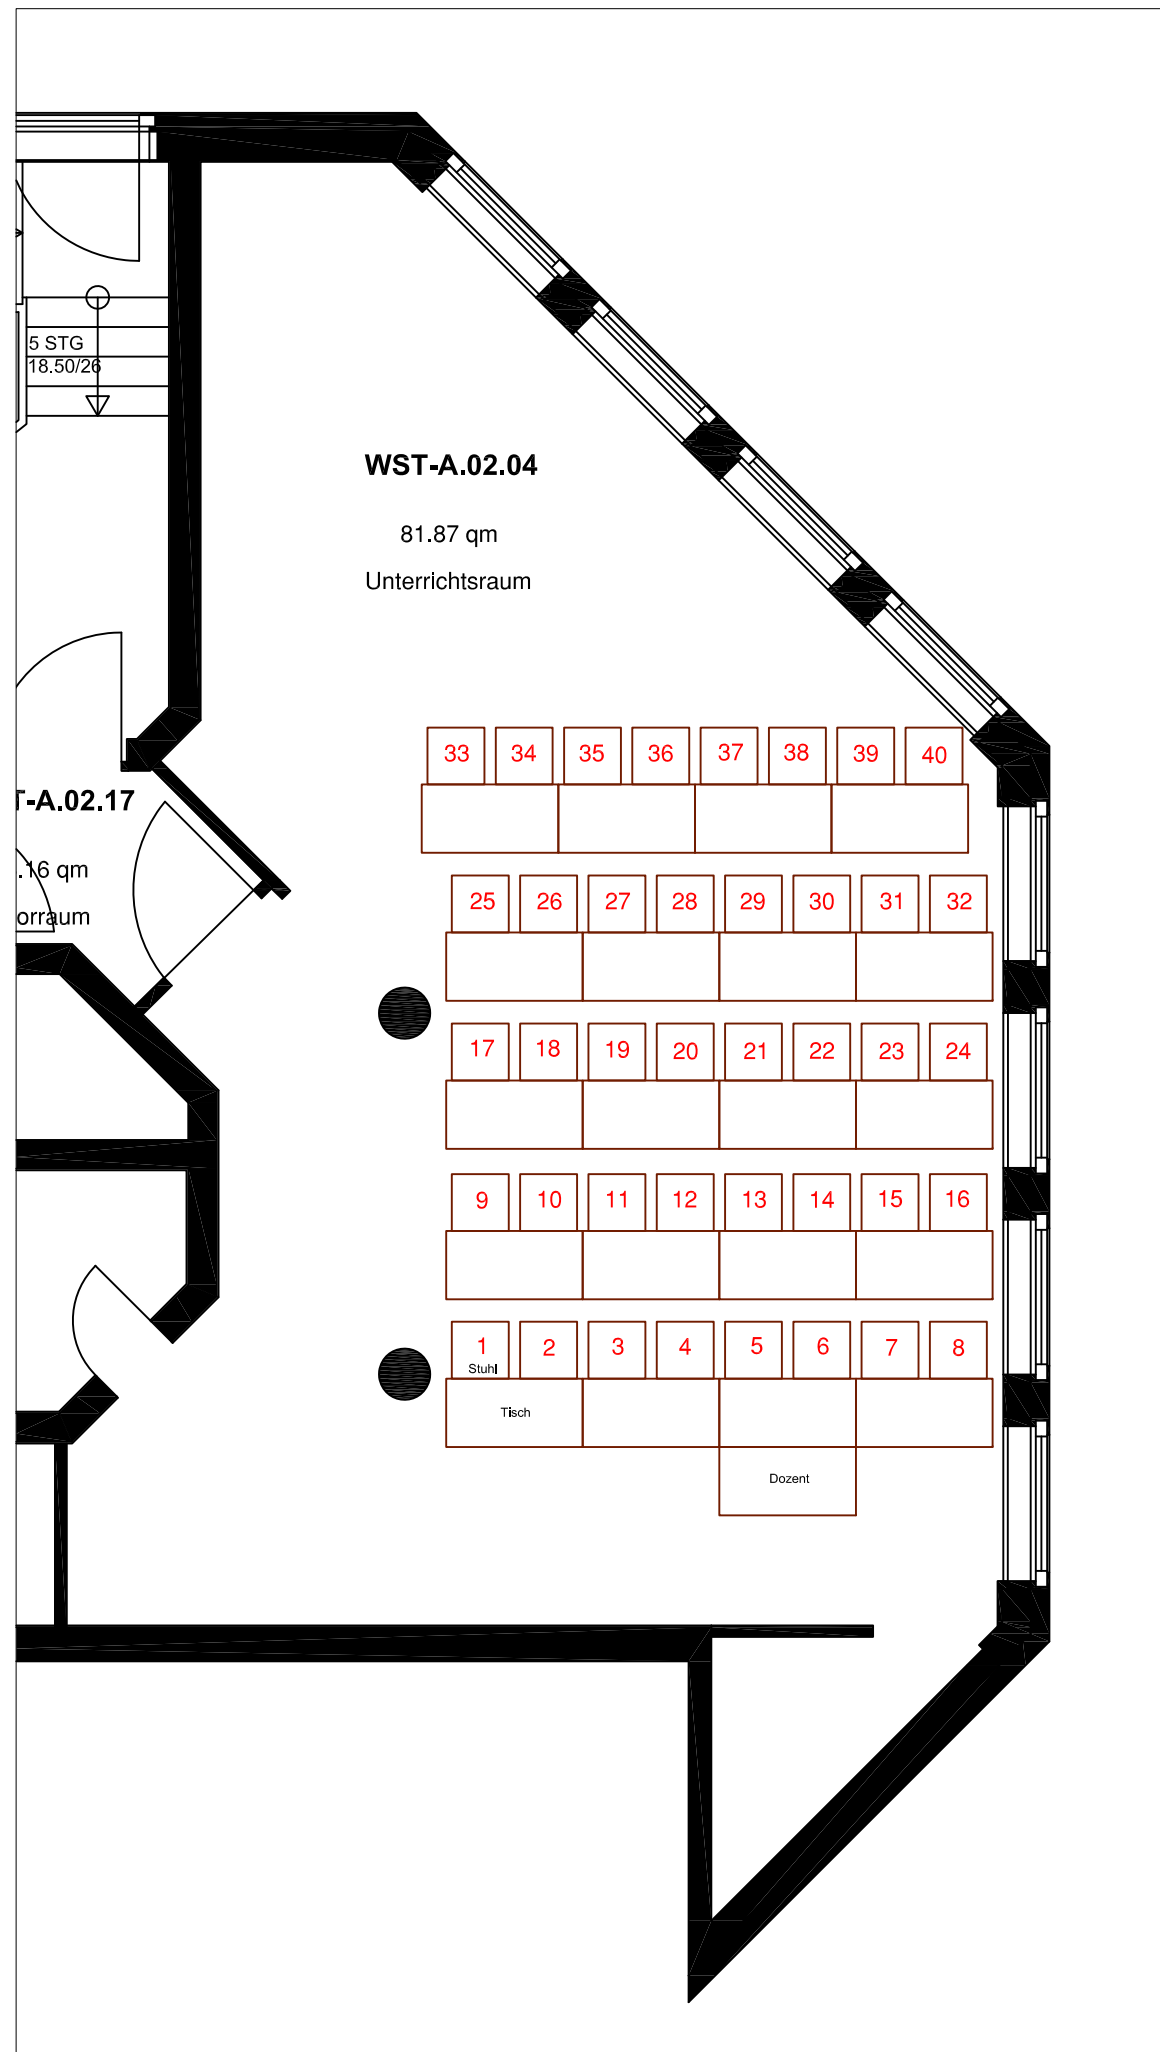 5 STG
18.50/26
WST-A.02.04
81.87 qm
Unterrichtsraum
33 34 35 36 37 38 39 40
T-A.02.17
.16 qm
orraum
25 26 27 28 29 30 31 32
17 18 19 20 21 22 23 24
9 10 11 12 13 14 15 16
1 2 3 4 5 6 7 8
Stuhl
Tisch
Dozent